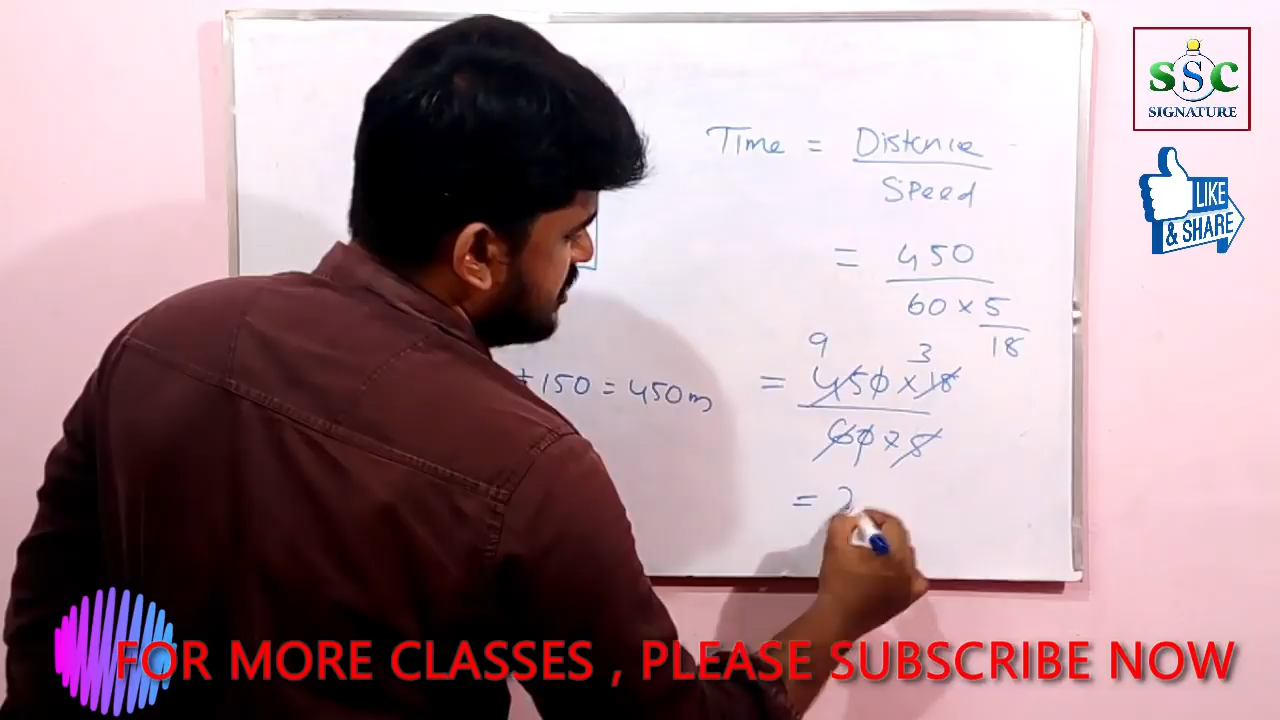 SSC
SIGNATURE
LIKE
& SHARE
Time = Distance
Speed
= 450
60 × 5
18
9 3
+ 150 = 450m = 450 × 18
60 × 5
= 2
FOR MORE CLASSES , PLEASE SUBSCRIBE NOW